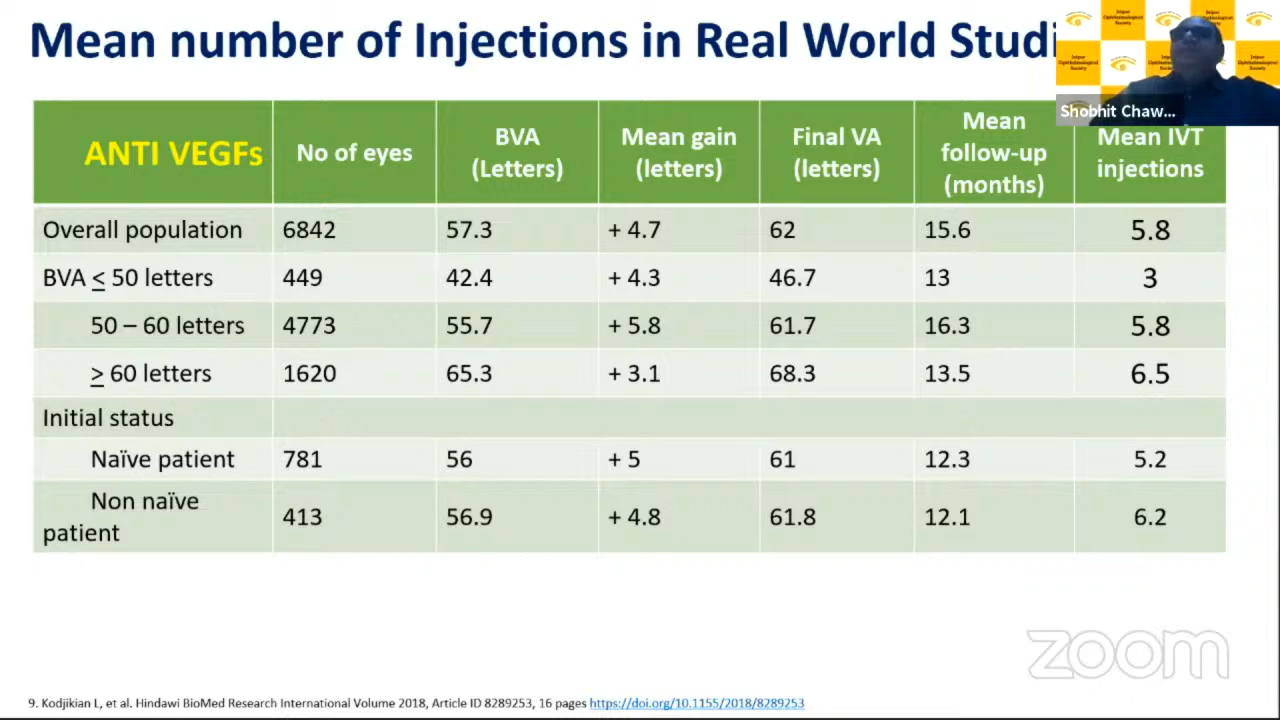 Mean number of Injections in Real World Studi
Jaipur Ophthalmological Society
Shobhit Chaw...
ANTI VEGFs
No of eyes
BVA
(Letters)
Mean gain
(letters)
Final VA
(letters)
Mean
follow-up
(months)
Mean IVT
injections
Overall population 6842 57.3 + 4.7 62 15.6 5.8
BVA ≤ 50 letters 449 42.4 + 4.3 46.7 13 3
50 – 60 letters 4773 55.7 + 5.8 61.7 16.3 5.8
≥ 60 letters 1620 65.3 + 3.1 68.3 13.5 6.5
Initial status
Naïve patient 781 56 + 5 61 12.3 5.2
Non naïve
patient 413 56.9 + 4.8 61.8 12.1 6.2
zoom
9. Kodjikian L, et al. Hindawi BioMed Research International Volume 2018, Article ID 8289253, 16 pages https://doi.org/10.1155/2018/8289253